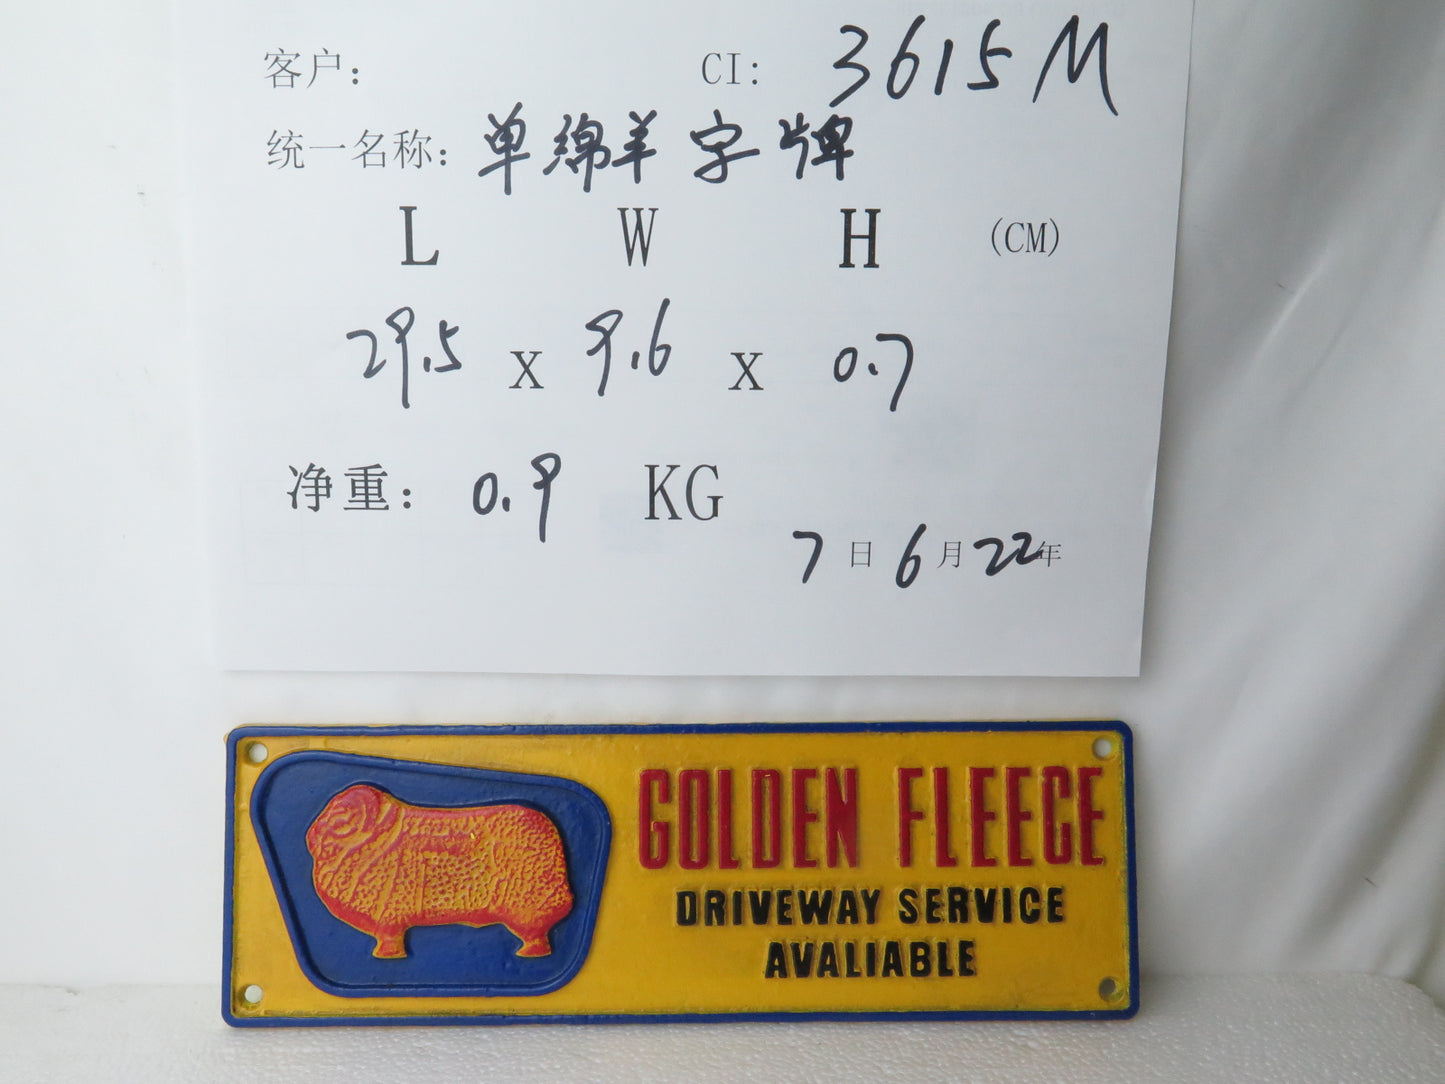 客户： CI: 3615M
统一名称：单綿羊字牌
L W H (CM)
29.5 x 9.6 x 0.7
净重： 0.9 KG
7日6月22年
GOLDEN FLEECE
DRIVEWAY SERVICE
AVALIABLE